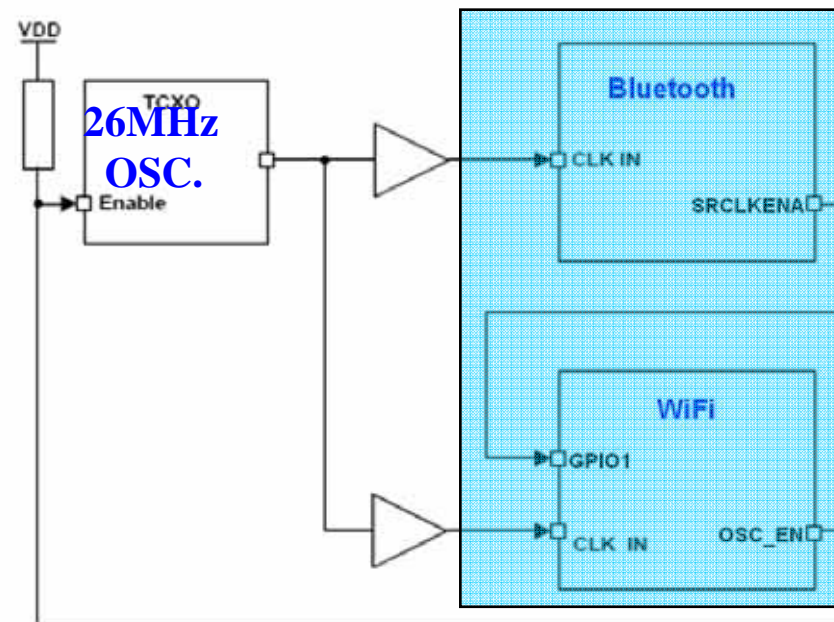 VDD
TCXO
26MHz
OSC.
Enable
Bluetooth
CLK IN
SRCLKENA
WiFi
GPIO1
CLK IN
OSC_EN